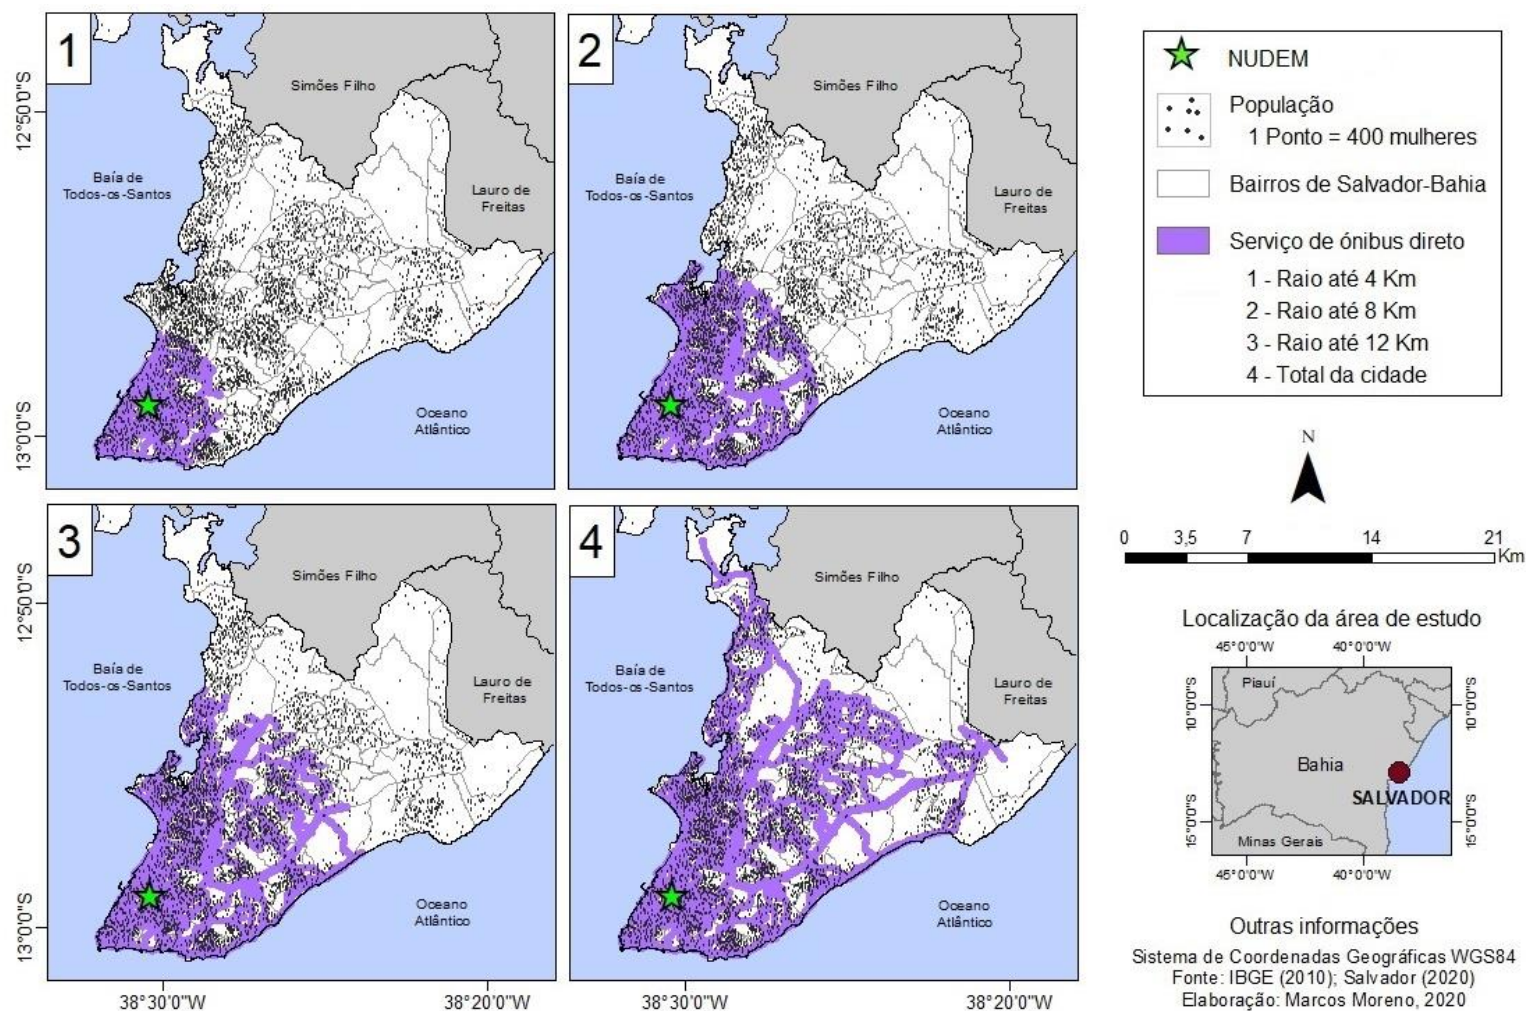 1
Simões Filho
Baía de
Todos-os-Santos
Lauro de
Freitas
Oceano
Atlântico
12°50'0"S
13°0'0"S
2
Simões Filho
Baía de
Todos-os-Santos
Lauro de
Freitas
Oceano
Atlântico
3
Simões Filho
Baía de
Todos-os-Santos
Lauro de
Freitas
Oceano
Atlântico
12°50'0"S
13°0'0"S
38°30'0"W
38°20'0"W
4
Simões Filho
Baía de
Todos-os-Santos
Lauro de
Freitas
Oceano
Atlântico
38°30'0"W
38°20'0"W
NUDEM
População
1 Ponto = 400 mulheres
Bairros de Salvador-Bahia
Serviço de ónibus direto
1 - Raio até 4 Km
2 - Raio até 8 Km
3 - Raio até 12 Km
4 - Total da cidade
N
0 3,5 7 14 21
Km
Localização da área de estudo
45°0'0"W 40°0'0"W
Piauí
10°0'0"S 10°0'0"S
Bahia
SALVADOR
15°0'0"S 15°0'0"S
Minas Gerais
45°0'0"W 40°0'0"W
Outras informações
Sistema de Coordenadas Geográficas WGS84
Fonte: IBGE (2010); Salvador (2020)
Elaboração: Marcos Moreno, 2020